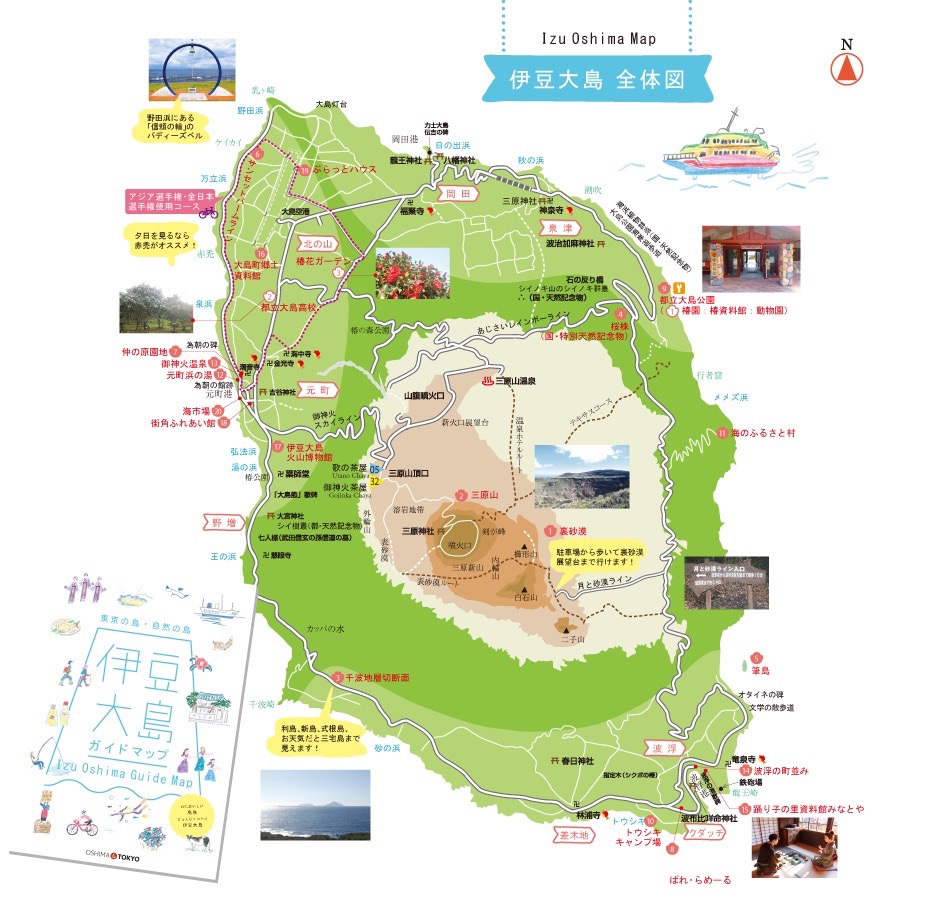 Izu Oshima Map
伊豆大島 全体図
N
乳ヶ崎
大島灯台
野田浜
野田浜にある
「信頼の輪」の
バディーズベル
ケイカイ
6
サンセットパームライン
19 ぶらっとハウス
万立浜
アジア選手権・全日本
選手権使用コース
大島空港
夕日を見るなら
赤禿がオススメ!
赤禿
北の山
16
大島町郷土
資料館
椿花ガーデン
泉浜
都立大島高校
力士大島
伝吉の碑
岡田港
日の出浜
龍王神社
八幡神社
岡田
福聚寺
秋の浜
三原神社
神泉寺
泉津
波治加麻神社
潮吹
石の反り橋
シイノキ山のシイノキ群叢
∴(国・天然記念物)
9
都立大島公園
( 椿園:椿資料館:動物園)
4
桜株
(国・特別天然記念物)
あじさいレインボーライン
椿の森公園
行者窟
メメズ浜
11 海のふるさと村
為朝の碑
仲の原園地 7
御神火温泉 13
元町浜の湯 12
為朝の館跡
元町港
海市場 20
街角ふれあい館 18
海中寺
金光寺
吉谷神社
元町
御神火
スカイライン
弘法浜
湯の浜
椿公園
17 伊豆大島
火山博物館
薬師堂
「大島節」歌碑
歌の茶屋
Utano Chaya
御神火茶屋
Gojinka Chaya
05
32
三原山頂口
山腹噴火口
三原山温泉
新火口展望台
温泉ホテルルート
テキサスコース
野増
大宮神社
シイ樹叢(都・天然記念物)
七人様(武田信玄の孫信道の墓)
王の浜
慈眼寺
外輪山
表砂漠
溶岩地帯
2 三原山
三原神社
剣が峰
噴火口
三原新山
内輪山
表砂漠ルート
1 裏砂漠
櫛形山
白石山
二子山
駐車場から歩いて裏砂漠
展望台まで行けます!
月と砂漠ライン
月と砂漠ライン入口
カッパの水
3 千波地層切断面
千波崎
利島、新島、式根島、
お天気だと三宅島まで
見えます!
砂の浜
5
筆島
オタイネの碑
文学の散歩道
波浮
春日神社
指定木(シクボの椿)
竜泉寺
14 波浮の町並み
鉄砲場
龍王崎
波浮港
15 踊り子の里資料館みなとや
波布比咩命神社
クダッチ
林浦寺
差木地
トウシキ
10
トウシキ
キャンプ場
8
ぱれ・らめーる
東京の島・自然の島
伊豆
大島
ガイドマップ
Izu Oshima Guide Map
OSHIMA&TOKYO